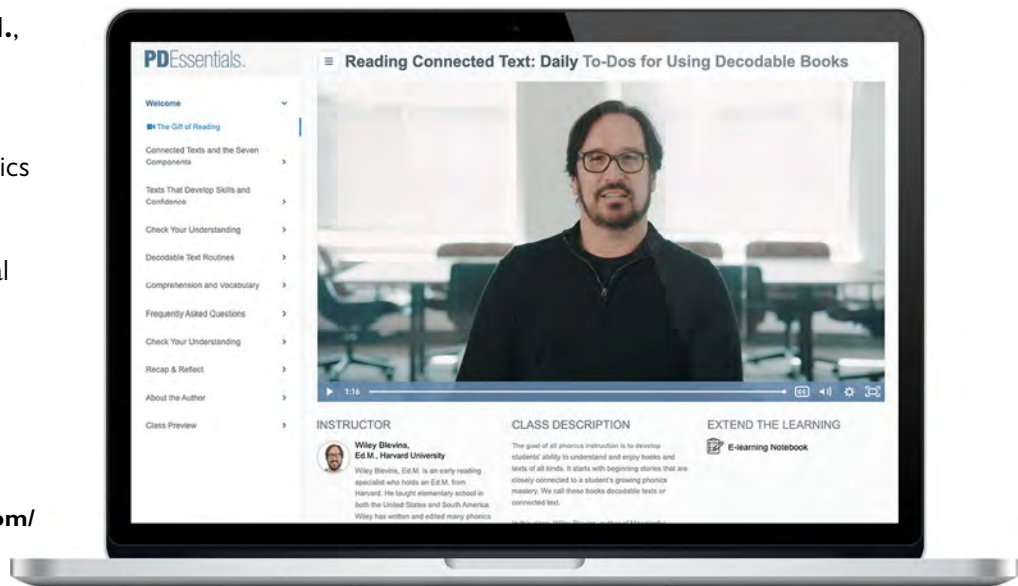 l.,
ics
al
om/
PDEssentials.
Reading Connected Text: Daily To-Dos for Using Decodable Books
Welcome
The Gift of Reading
Connected Texts and the Seven
Components
Texts That Develop Skills and
Confidence
Check Your Understanding
Decodable Text Routines
Comprehension and Vocabulary
Frequently Asked Questions
Check Your Understanding
Recap & Reflect
About the Author
Class Preview
1:16
CC
INSTRUCTOR
Wiley Blevins,
Ed.M., Harvard University
Wiley Blevins, Ed.M. is an early reading
specialist who holds an Ed.M. from
Harvard. He taught elementary school in
both the United States and South America.
Wiley has written and edited many phonics
CLASS DESCRIPTION
The goal of all phonics instruction is to develop
students' ability to understand and enjoy books and
texts of all kinds. It starts with beginning stories that are
closely connected to a student's growing phonics
mastery. We call these books decodable texts or
connected text.
EXTEND THE LEARNING
E-learning Notebook